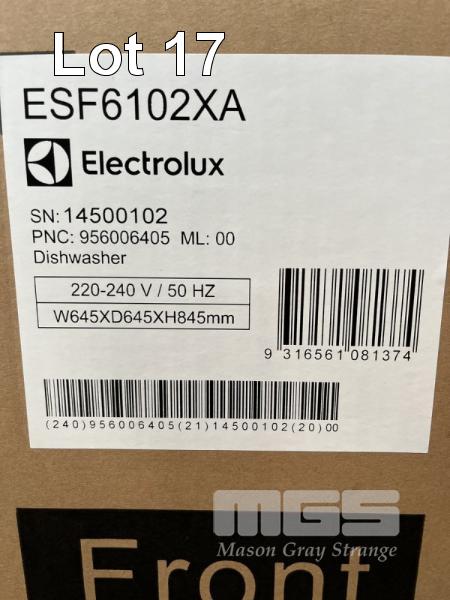 Lot 17
ESF6102XA
Electrolux
SN: 14500102
PNC: 956006405 ML: 00
Dishwasher
220-240 V / 50 HZ
W645XD645XH845mm
9 316561 081374
(240)956006405(21)14500102(20)00
MGS
Mason Gray Strange
Front